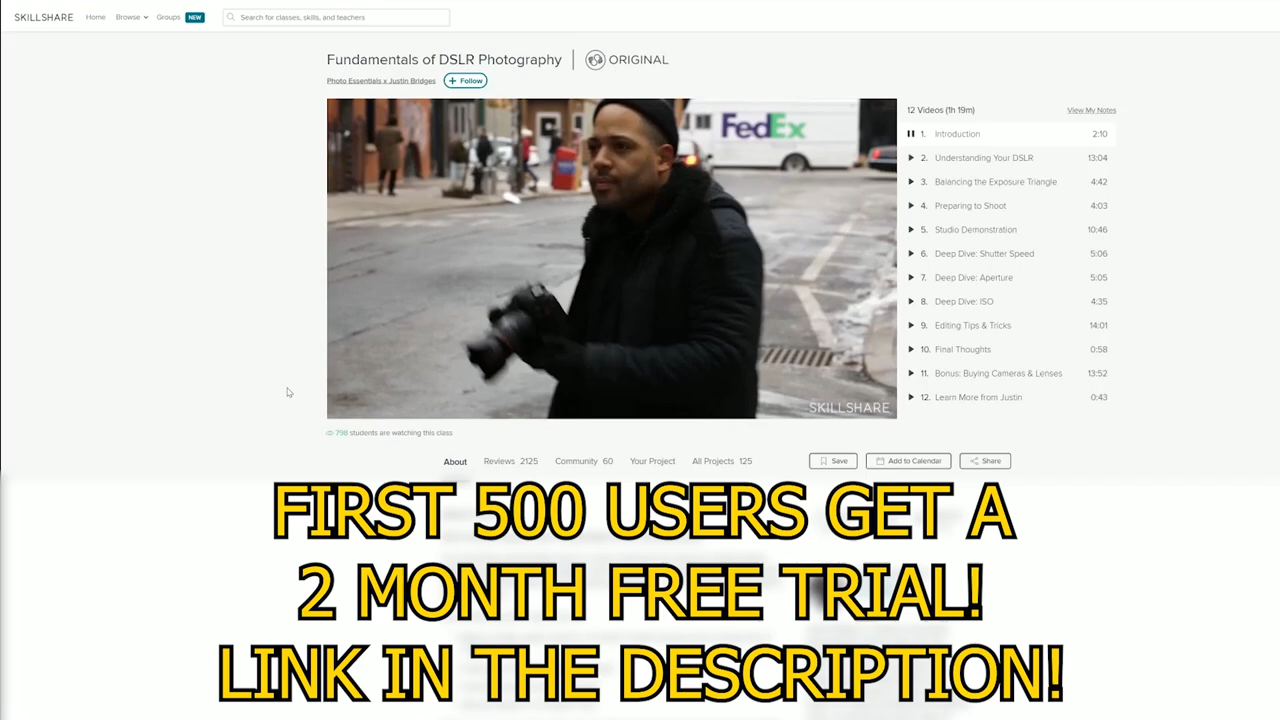 SKILLSHARE Home Browse Groups NEW Search for classes, skills, and teachers
Fundamentals of DSLR Photography ORIGINAL
Photo Essentials x Justin Bridges + Follow
FedEx
SKILLSHARE
12 Videos (1h 19m) View My Notes
1. Introduction 2:10
2. Understanding Your DSLR 13:04
3. Balancing the Exposure Triangle 4:42
4. Preparing to Shoot 4:03
5. Studio Demonstration 10:46
6. Deep Dive: Shutter Speed 5:06
7. Deep Dive: Aperture 5:05
8. Deep Dive: ISO 4:35
9. Editing Tips & Tricks 14:01
10. Final Thoughts 0:58
11. Bonus: Buying Cameras & Lenses 13:52
12. Learn More from Justin 0:43
798 students are watching this class
About Reviews 2125 Community 60 Your Project All Projects 125 Save Add to Calendar Share
FIRST 500 USERS GET A
2 MONTH FREE TRIAL!
LINK IN THE DESCRIPTION!